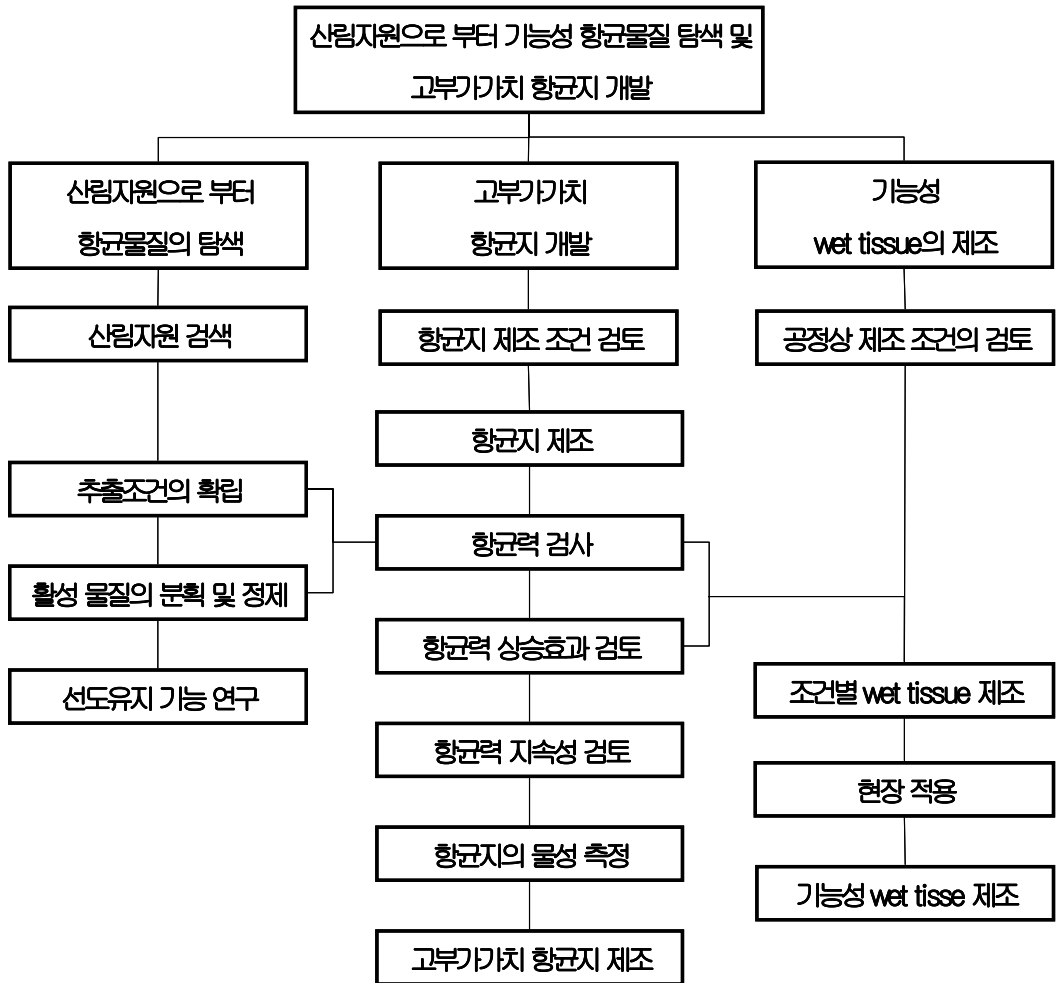 산림자원으로 부터 기능성 항균물질 탐색 및
고부가가치 항균지 개발
산림자원으로 부터
항균물질의 탐색
산림자원 검색
추출조건의 확립
활성 물질의 분획 및 정제
선도유지 기능 연구
고부가가치
항균지 개발
항균지 제조 조건 검토
항균지 제조
항균력 검사
항균력 상승효과 검토
항균력 지속성 검토
항균지의 물성 측정
고부가가치 항균지 제조
기능성
wet tissue의 제조
공정상 제조 조건의 검토
조건별 wet tissue 제조
현장 적용
기능성 wet tisse 제조